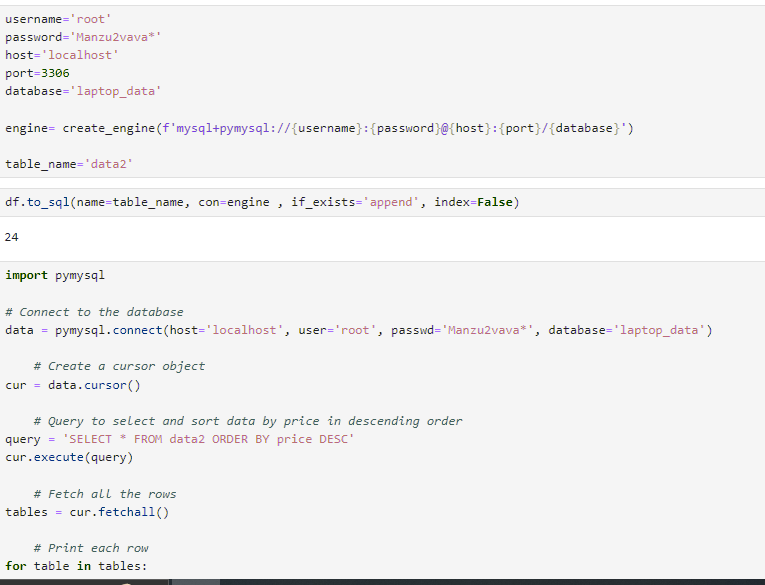 username='root'
password='Manzu2vava*'
host='localhost'
port=3306
database='laptop_data'
engine= create_engine(f'mysql+pymysql://{username}:{password}@{host}:{port}/{database}')
table_name='data2'
df.to_sql(name=table_name, con=engine , if_exists='append', index=False)
24
import pymysql
# Connect to the database
data = pymysql.connect(host='localhost', user='root', passwd='Manzu2vava*', database='laptop_data')
# Create a cursor object
cur = data.cursor()
# Query to select and sort data by price in descending order
query = 'SELECT * FROM data2 ORDER BY price DESC'
cur.execute(query)
# Fetch all the rows
tables = cur.fetchall()
# Print each row
for table in tables: